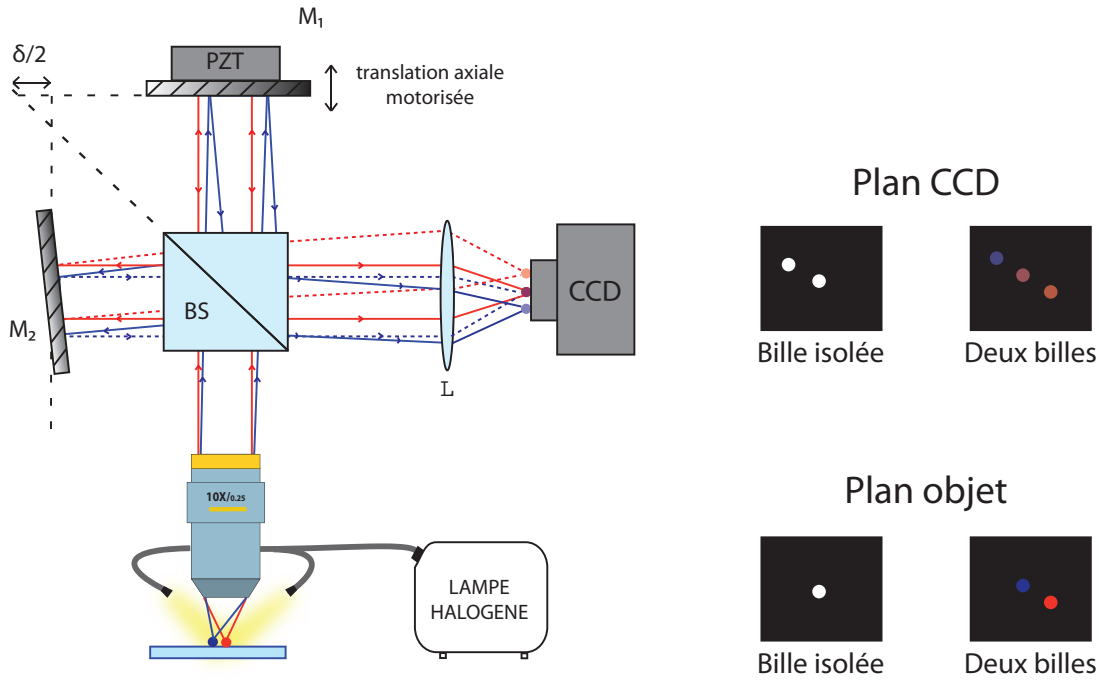 M₁
δ/2
PZT
translation axiale
motorisée
BS
M₂
L
CCD
10X/0.25
LAMPE
HALOGENE
Plan CCD
Bille isolée
Deux billes
Plan objet
Bille isolée
Deux billes